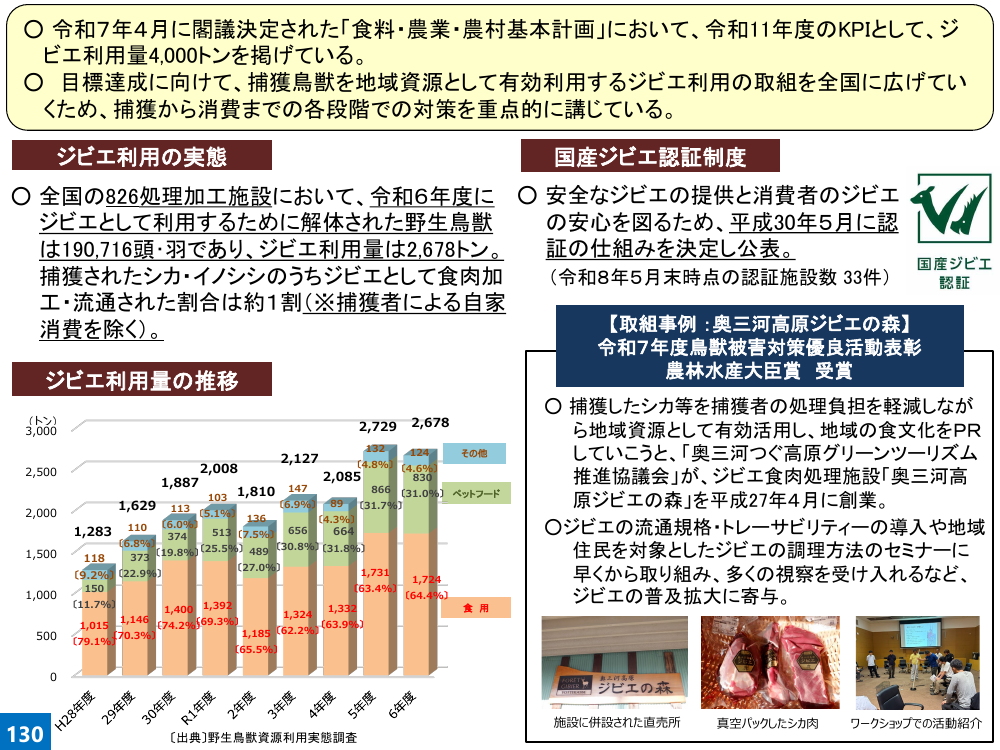 ○ 令和７年４月に閣議決定された「食料・農業・農村基本計画」において、令和11年度のKPIとして、ジ
ビエ利用量4,000トンを掲げている。
○ 目標達成に向けて、捕獲鳥獣を地域資源として有効利用するジビエ利用の取組を全国に広げてい
くため、捕獲から消費までの各段階での対策を重点的に講じている。
ジビエ利用の実態
○ 全国の826処理加工施設において、令和６年度に
ジビエとして利用するために解体された野生鳥獣
は190,716頭・羽であり、ジビエ利用量は2,678トン。
捕獲されたシカ・イノシシのうちジビエとして食肉加
工・流通された割合は約１割(※捕獲者による自家
消費を除く)。
ジビエ利用量の推移
(トン)
3,000
2,500
2,000
1,500
1,000
500
0
1,283
118
(9.2%)
150
(11.7%)
1,015
(79.1%)
1,629
110
(6.8%)
373
(22.9%)
1,146
(70.3%)
1,887
113
(6.0%)
374
(19.8%)
1,400
(74.2%)
2,008
103
(5.1%)
513
(25.5%)
1,392
(69.3%)
1,810
136
(7.5%)
489
(27.0%)
1,185
(65.5%)
2,127
147
(6.9%)
656
(30.8%)
1,324
(62.2%)
2,085
89
(4.3%)
664
(31.8%)
1,332
(63.9%)
2,729
132
(4.8%)
866
(31.7%)
1,731
(63.4%)
2,678
124
(4.6%)
830
(31.0%)
1,724
(64.4%)
その他
ペットフード
食 用
H28年度
29年度
30年度
R1年度
2年度
3年度
4年度
5年度
6年度
〔出典〕野生鳥獣資源利用実態調査
130
国産ジビエ認証制度
○ 安全なジビエの提供と消費者のジビエ
の安心を図るため、平成30年５月に認
証の仕組みを決定し公表。
（令和８年５月末時点の認証施設数 33件）
国産ジビエ
認証
【取組事例：奥三河高原ジビエの森】
令和７年度鳥獣被害対策優良活動表彰
農林水産大臣賞　受賞
○ 捕獲したシカ等を捕獲者の処理負担を軽減しなが
ら地域資源として有効活用し、地域の食文化をＰＲ
していこうと、「奥三河つぐ高原グリーンツーリズム
推進協議会」が、ジビエ食肉処理施設「奥三河高
原ジビエの森」を平成27年４月に創業。
○ジビエの流通規格・トレーサビリティーの導入や地域
住民を対象としたジビエの調理方法のセミナーに
早くから取り組み、多くの視察を受け入れるなど、
ジビエの普及拡大に寄与。
奥三河高原
ジビエの森
施設に併設された直売所
真空パックしたシカ肉
ワークショップでの活動紹介